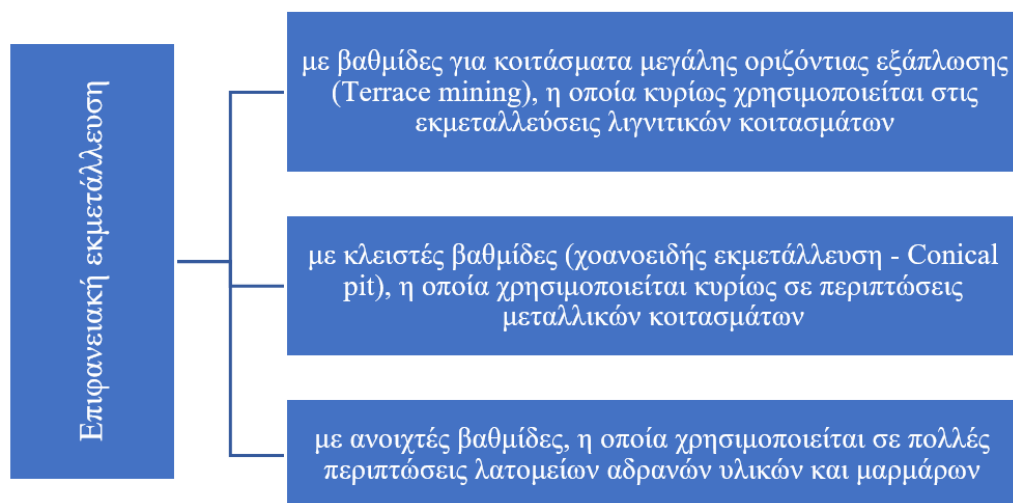 Επιφανειακή εκμετάλλευση
με βαθμίδες για κοιτάσματα μεγάλης οριζόντιας εξάπλωσης
(Terrace mining), η οποία κυρίως χρησιμοποιείται στις
εκμεταλλεύσεις λιγνιτικών κοιτασμάτων
με κλειστές βαθμίδες (χοανοειδής εκμετάλλευση - Conical
pit), η οποία χρησιμοποιείται κυρίως σε περιπτώσεις
μεταλλικών κοιτασμάτων
με ανοιχτές βαθμίδες, η οποία χρησιμοποιείται σε πολλές
περιπτώσεις λατομείων αδρανών υλικών και μαρμάρων